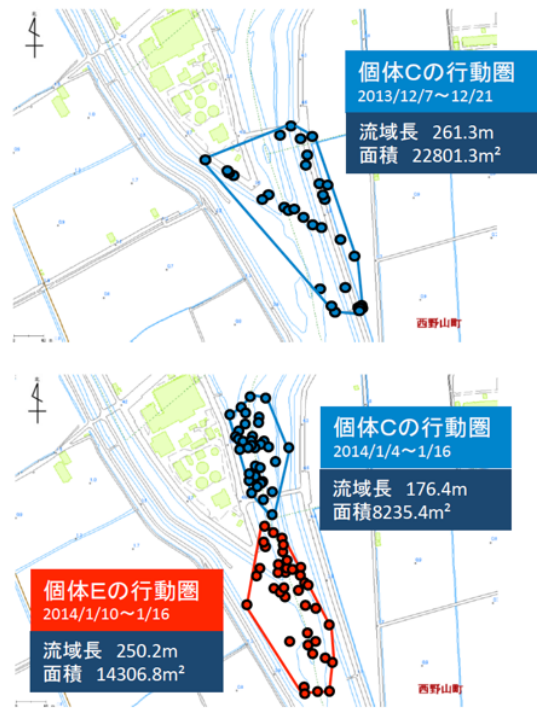 個体Cの行動圏
2013/12/7～12/21
流域長 261.3m
面積 22801.3m²
西野山町
個体Cの行動圏
2014/1/4～1/16
流域長 176.4m
面積8235.4m²
個体Eの行動圏
2014/1/10～1/16
流域長 250.2m
面積 14306.8m²
西野山町